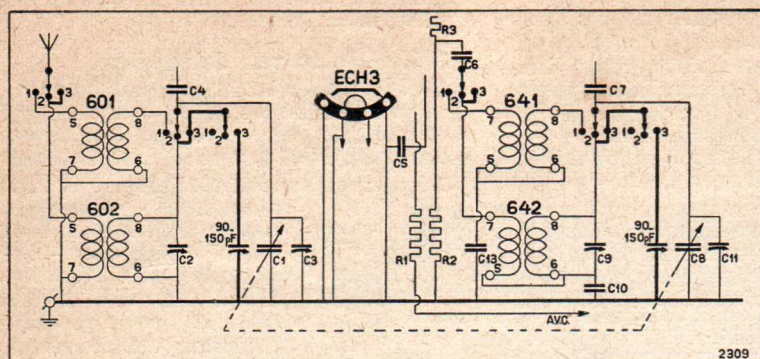 601
602
ECH3
641
642
R3
C6
C4
C5
C7
1 2 3
1 2 3
1 2 3
1 2 3
1 2 3
1 2 3
5 8
7 6
5 8
7 6
7 8
5 6
7 8
5 6
C2
90-
150pF
C1
C3
R1
R2
C13
C9
C10
90-
150pF
C8
C11
A.V.C.
2309